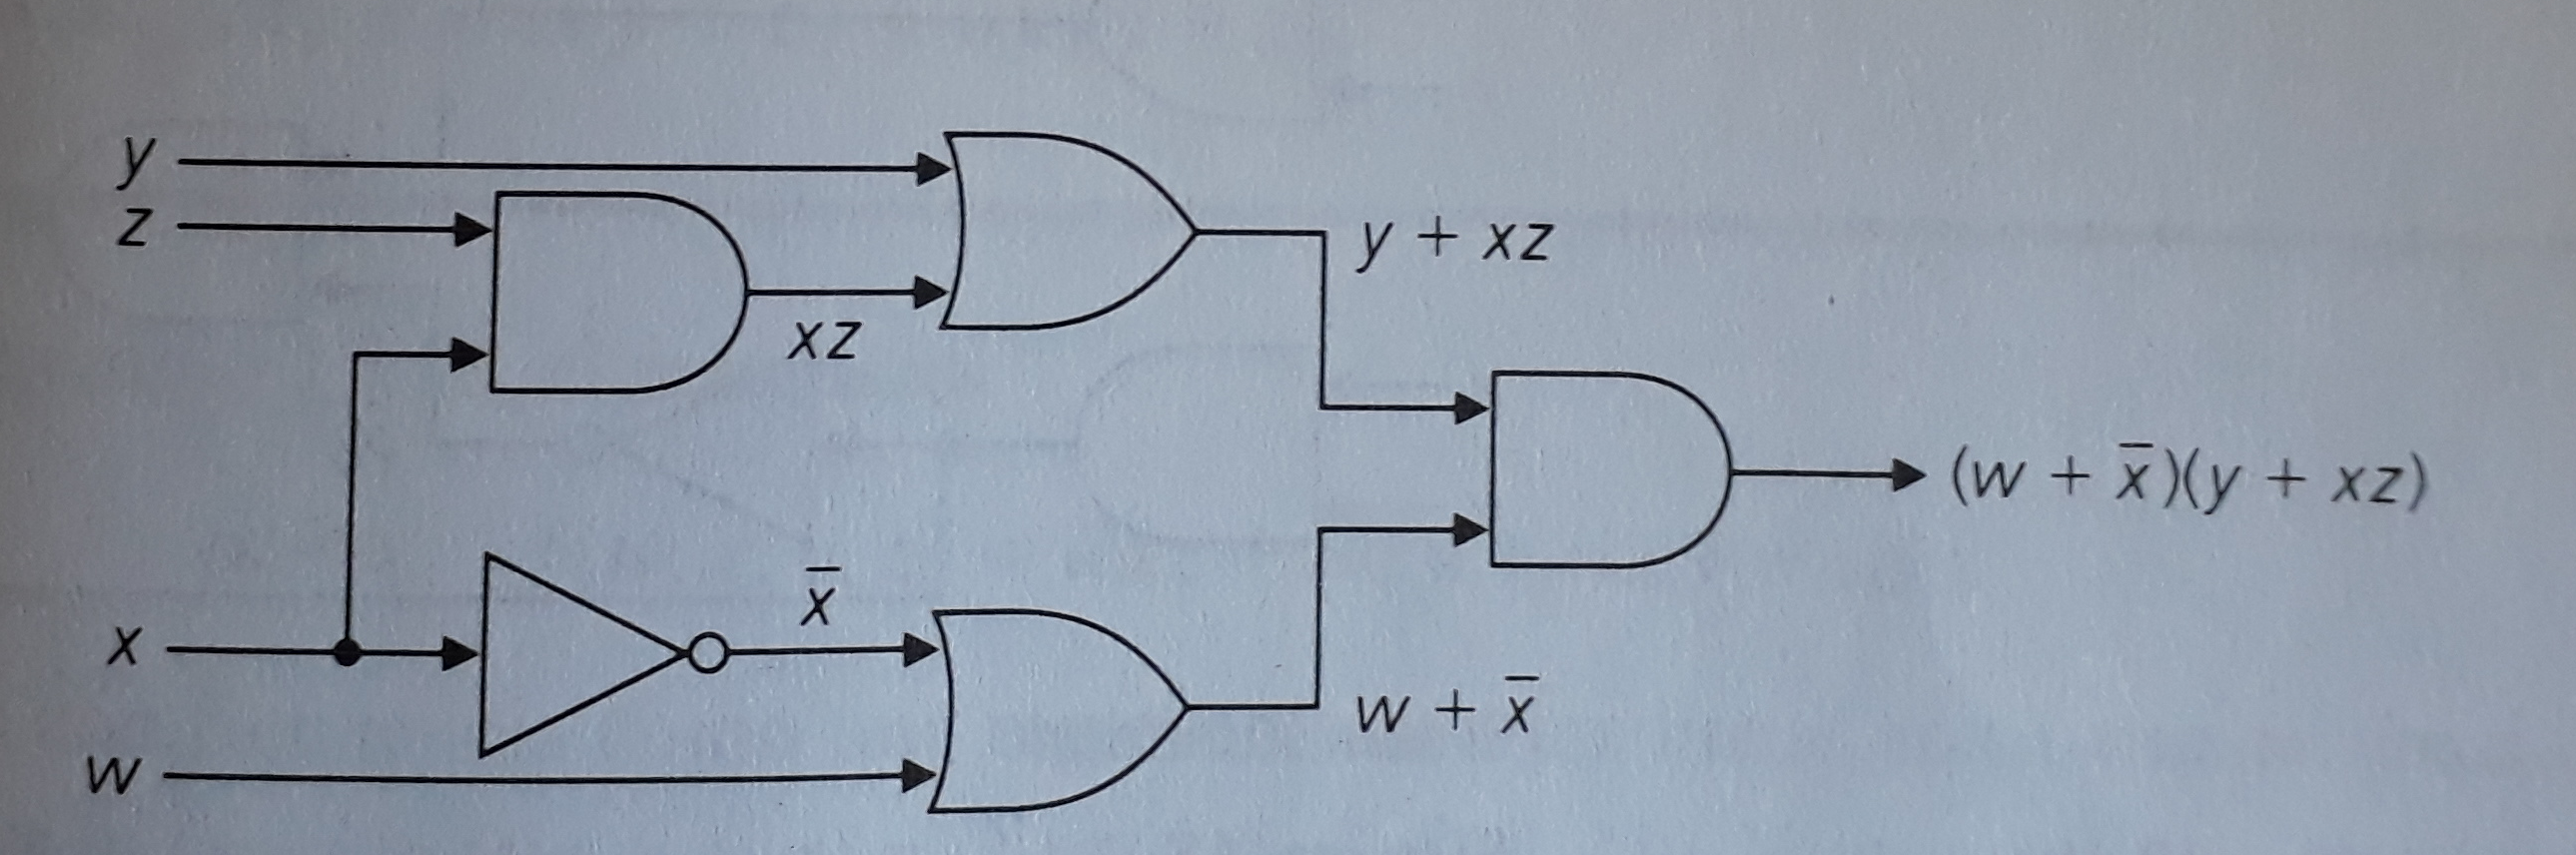 y
z
y + xz
xz
(w + x̅)(y + xz)
x̅
x
w + x̅
w